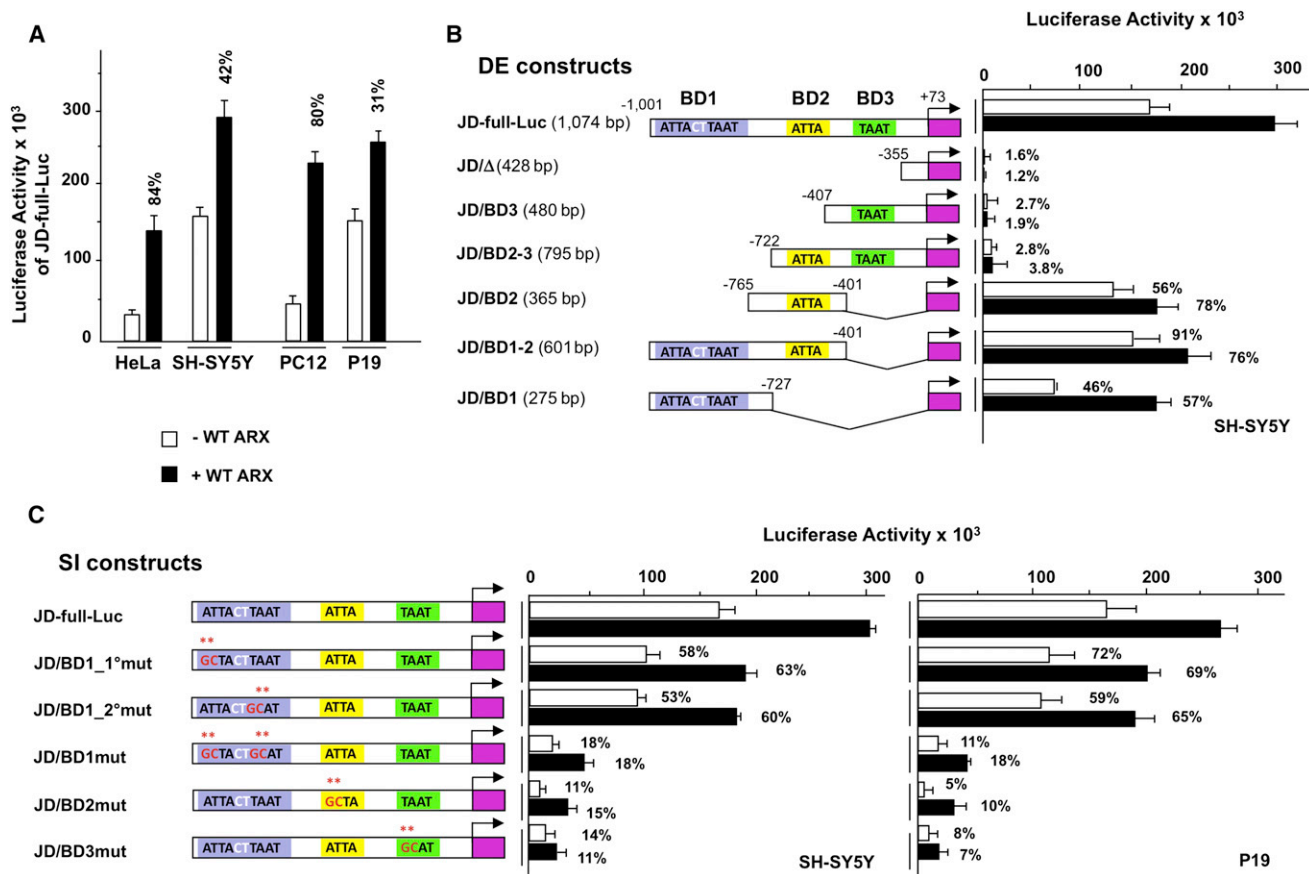 A
Luciferase Activity x 10³
of JD-full-Luc
300
200
100
0
84%
42%
80%
31%
HeLa SH-SY5Y PC12 P19
- WT ARX
+ WT ARX
B
Luciferase Activity x 10³
DE constructs
0 100 200 300
-1,001 BD1 BD2 BD3 +73
JD-full-Luc (1,074 bp) ATTACTTAAT ATTA TAAT
JD/Δ (428 bp) -355 1.6%
1.2%
JD/BD3 (480 bp) -407 TAAT 2.7%
1.9%
JD/BD2-3 (795 bp) -722 ATTA TAAT 2.8%
3.8%
JD/BD2 (365 bp) -765 ATTA -401 56%
78%
JD/BD1-2 (601 bp) ATTACTTAAT ATTA -401 91%
76%
JD/BD1 (275 bp) ATTACTTAAT -727 46%
57%
SH-SY5Y
C
Luciferase Activity x 10³
SI constructs
0 100 200 300 0 100 200 300
JD-full-Luc ATTACTTAAT ATTA TAAT
**
JD/BD1_1°mut GCTACTTAAT ATTA TAAT 58% 72%
63% 69%
**
JD/BD1_2°mut ATTACTGCAT ATTA TAAT 53% 59%
60% 65%
** **
JD/BD1mut GCTACTGCAT ATTA TAAT 18% 11%
18% 18%
**
JD/BD2mut ATTACTTAAT GCTA TAAT 11% 5%
15% 10%
**
JD/BD3mut ATTACTTAAT ATTA GCAT 14% 8%
11% 7%
SH-SY5Y P19